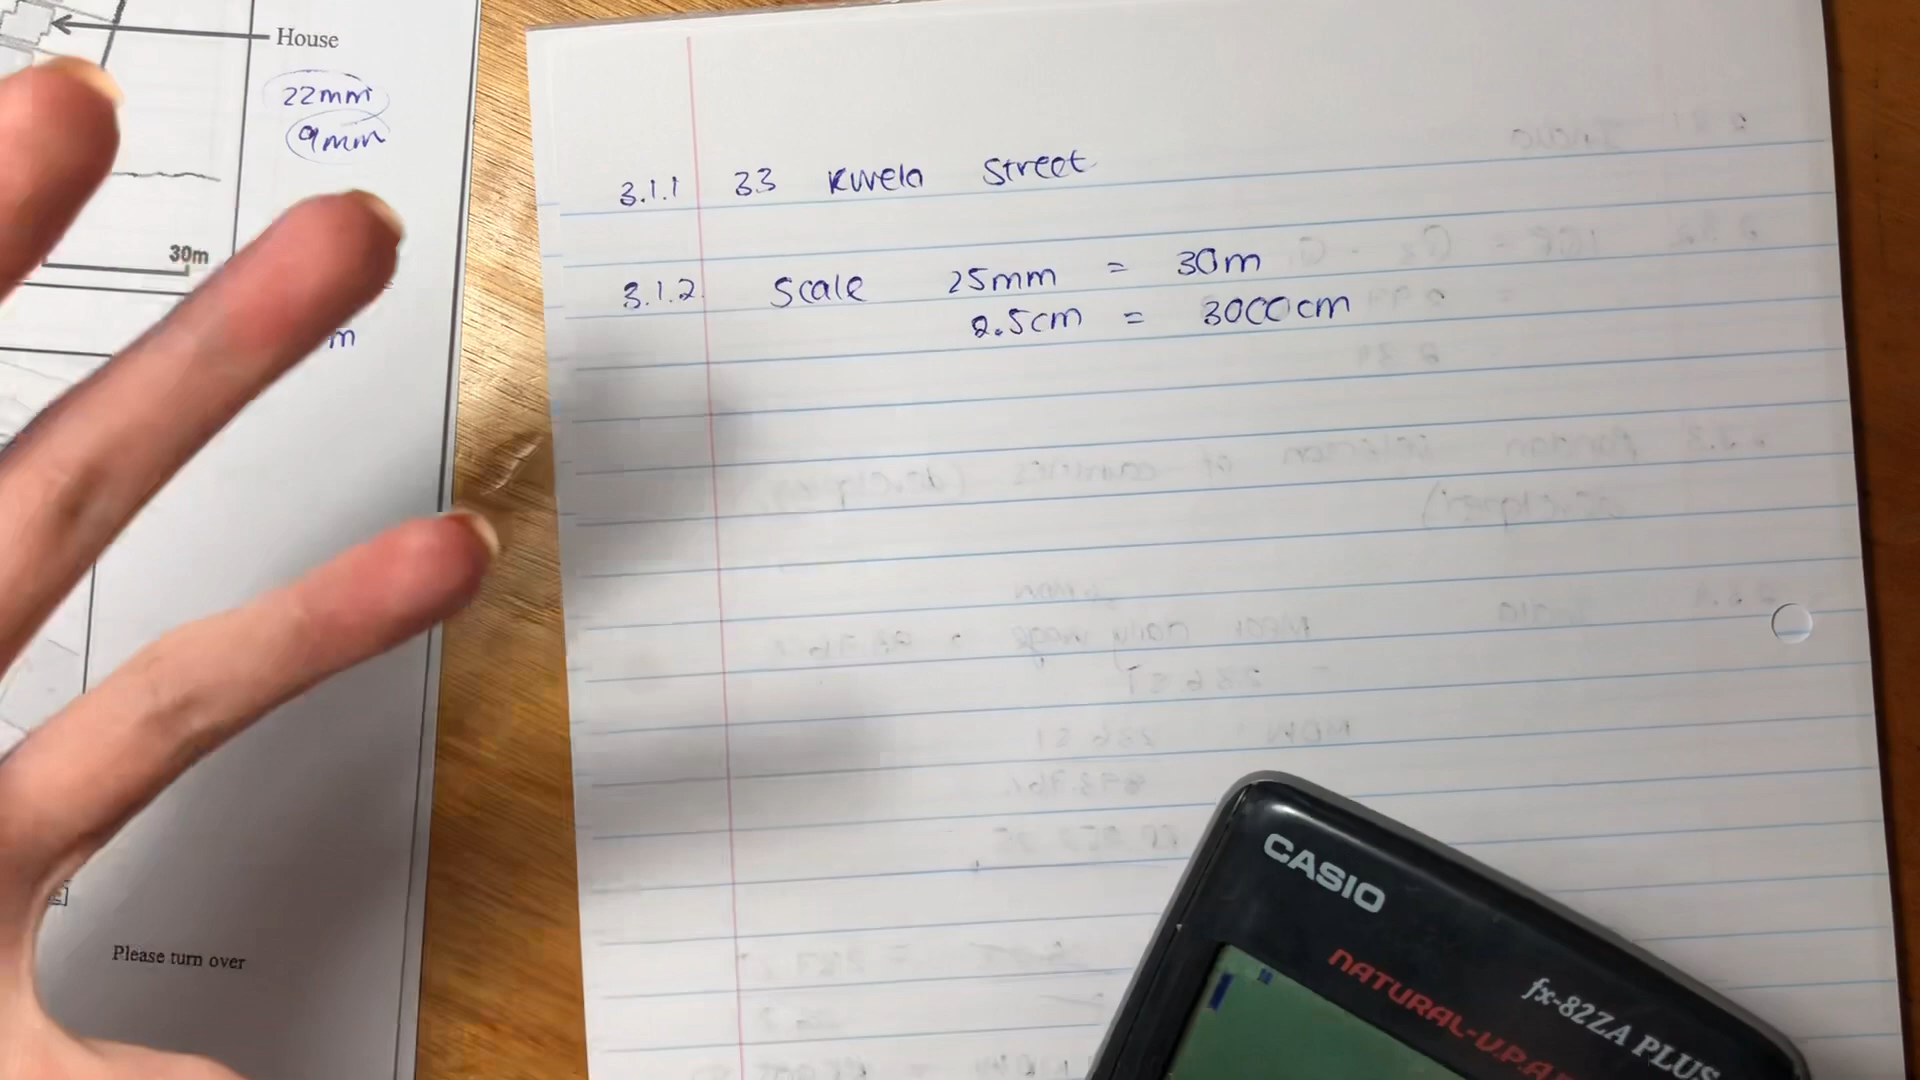 House
22mm
9mm
30m
m
Please turn over
3.1.1 33 Kwela Street
3.1.2. Scale 25mm = 30m
2.5cm = 3000cm
CASIO
NATURAL-V.P.A.
fx-82ZA PLUS